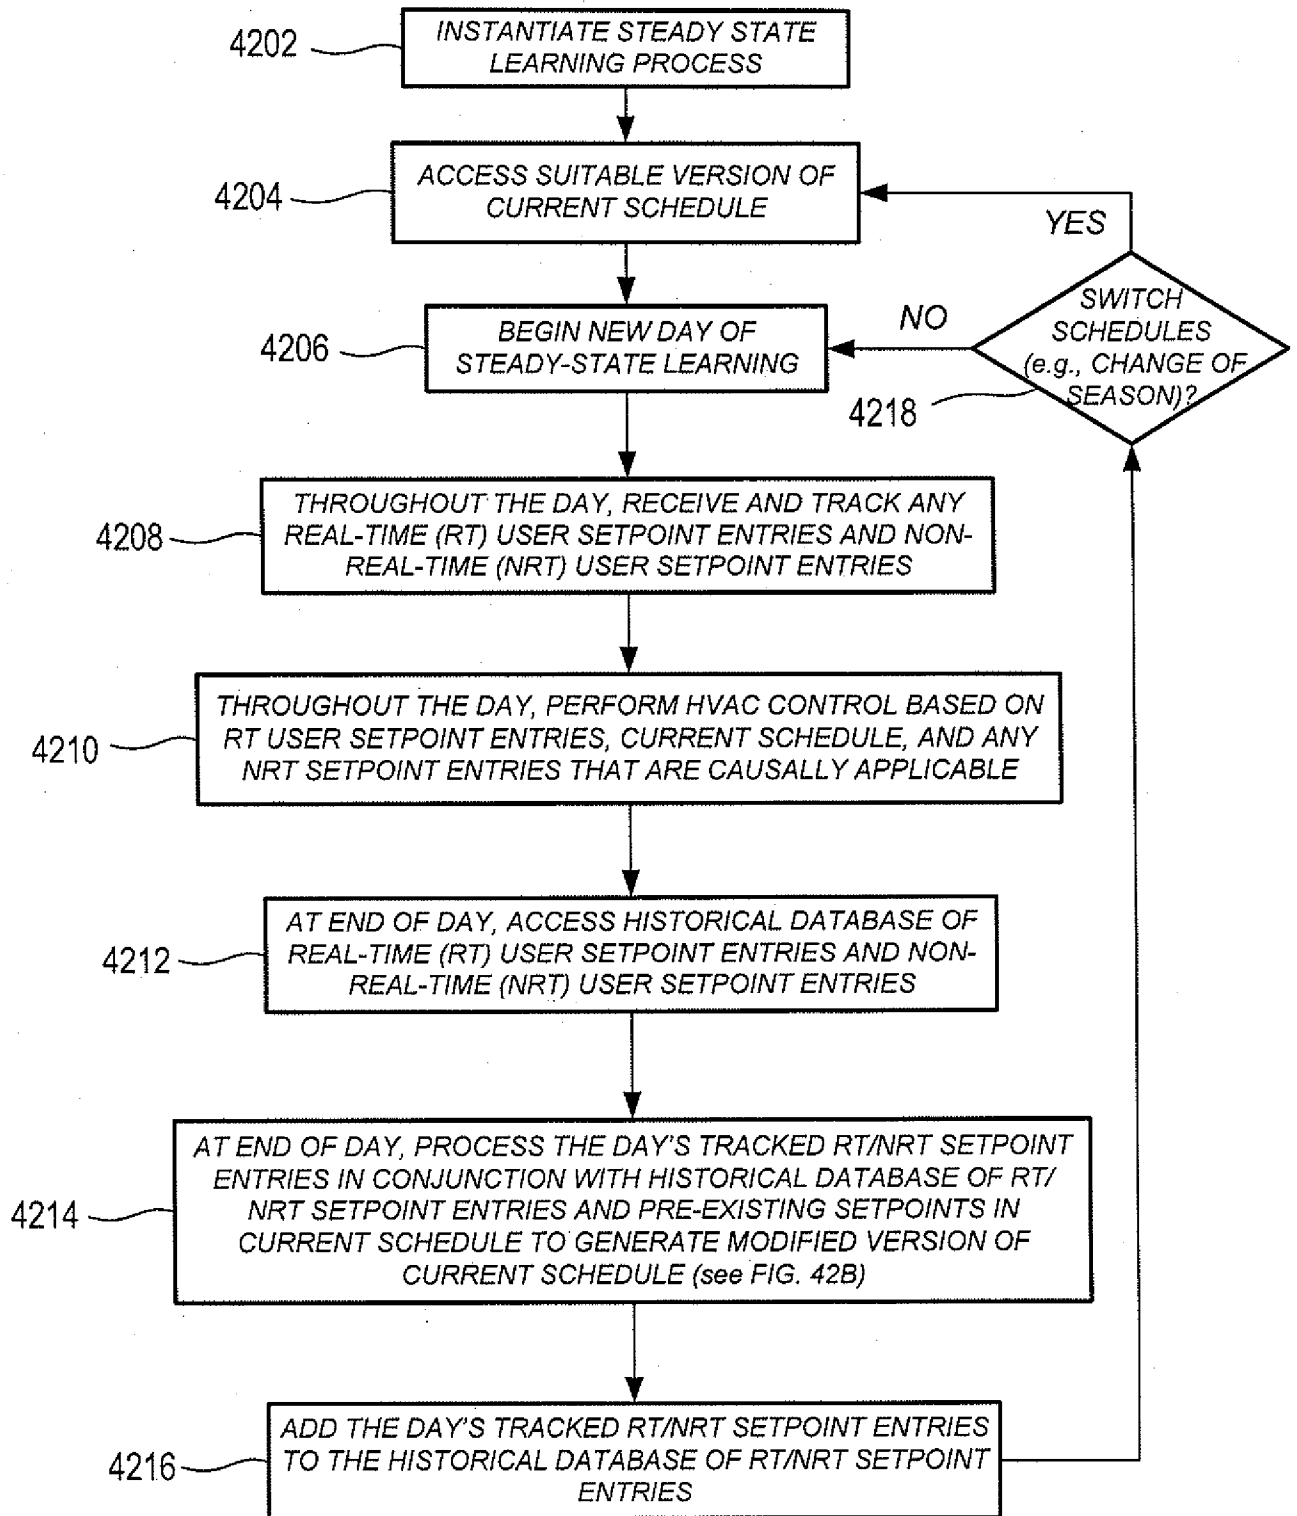 4202
INSTANTIATE STEADY STATE
LEARNING PROCESS
4204
ACCESS SUITABLE VERSION OF
CURRENT SCHEDULE
YES
4206
BEGIN NEW DAY OF
STEADY-STATE LEARNING
NO
SWITCH
SCHEDULES
(e.g., CHANGE OF
SEASON)?
4218
4208
THROUGHOUT THE DAY, RECEIVE AND TRACK ANY
REAL-TIME (RT) USER SETPOINT ENTRIES AND NON-
REAL-TIME (NRT) USER SETPOINT ENTRIES
4210
THROUGHOUT THE DAY, PERFORM HVAC CONTROL BASED ON
RT USER SETPOINT ENTRIES, CURRENT SCHEDULE, AND ANY
NRT SETPOINT ENTRIES THAT ARE CAUSALLY APPLICABLE
4212
AT END OF DAY, ACCESS HISTORICAL DATABASE OF
REAL-TIME (RT) USER SETPOINT ENTRIES AND NON-
REAL-TIME (NRT) USER SETPOINT ENTRIES
4214
AT END OF DAY, PROCESS THE DAY'S TRACKED RT/NRT SETPOINT
ENTRIES IN CONJUNCTION WITH HISTORICAL DATABASE OF RT/
NRT SETPOINT ENTRIES AND PRE-EXISTING SETPOINTS IN
CURRENT SCHEDULE TO GENERATE MODIFIED VERSION OF
CURRENT SCHEDULE (see FIG. 42B)
4216
ADD THE DAY'S TRACKED RT/NRT SETPOINT ENTRIES
TO THE HISTORICAL DATABASE OF RT/NRT SETPOINT
ENTRIES